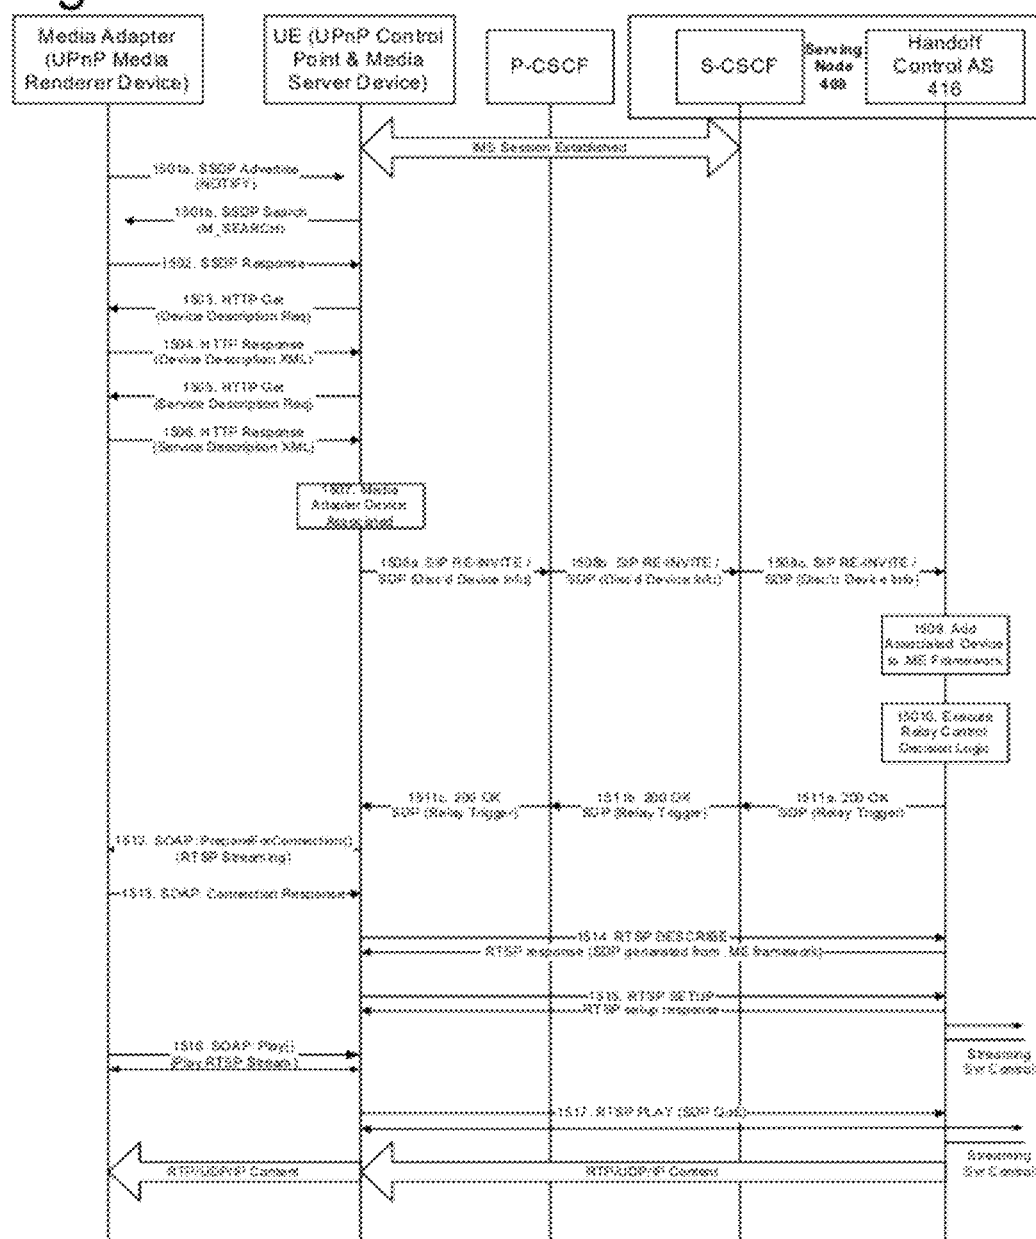 Media Adapter
(UPnP Media
Renderer Device)
UE (UPnP Control
Point & Media
Server Device)
P-CSCF
S-CSCF
Serving
Node
Handoff
Control AS
416
IMS Session Established
1501a. SSDP Advertise
(NOTIFY)
1501b. SSDP Search
(M_SEARCH)
1502. SSDP Response
1503. HTTP Get
(Device Description Req)
1504. HTTP Response
(Device Description XML)
1505. HTTP Get
(Service Description Req)
1506. HTTP Response
(Service Description XML)
1507. Media
Adapter Device
Associated
1508a. SIP RE-INVITE /
SDP (Disc'd Device Info)
1508b. SIP RE-INVITE /
SDP (Disc'd Device Info)
1508c. SIP RE-INVITE /
SDP (Disc'd Device Info)
1509. Add
Associated Device
to .ME Framework
15010. Execute
Relay Control
Decision Logic
1511c. 200 OK
SDP (Relay Trigger)
1511b. 200 OK
SDP (Relay Trigger)
1511a. 200 OK
SDP (Relay Trigger)
1512. SOAP::PrepareForConnection()
(RTSP Streaming)
1513. SOAP: Connection Response
1514. RTSP DESCRIBE
RTSP response (SDP generated from .ME framework)
1515. RTSP SETUP
RTSP setup response
Streaming
Svr Control
1516. SOAP: Play()
(Play RTSP Stream)
1517. RTSP PLAY (SDP QoS)
Streaming
Svr Control
RTP/UDP/IP Content
RTP/UDP/IP Content